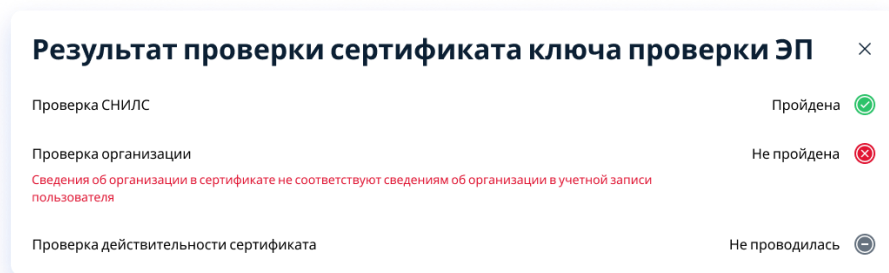 Результат проверки сертификата ключа проверки ЭП
Проверка СНИЛС Пройдена
Проверка организации Не пройдена
Сведения об организации в сертификате не соответствуют сведениям об организации в учетной записи
пользователя
Проверка действительности сертификата Не проводилась